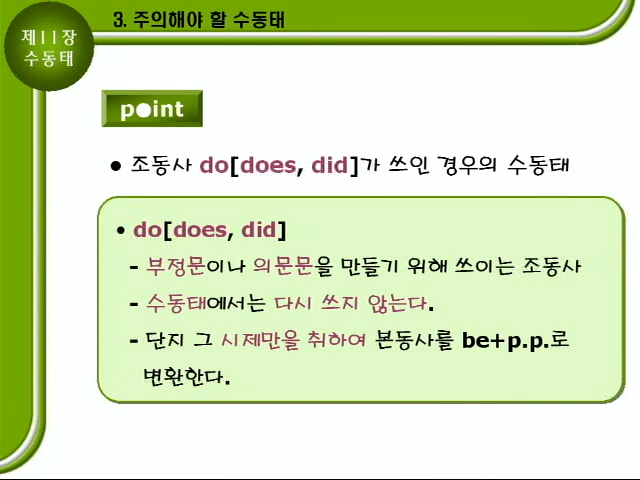 3. 주의해야 할 수동태
제11장
수동태
point
● 조동사 do[does, did]가 쓰인 경우의 수동태
• do[does, did]
- 부정문이나 의문문을 만들기 위해 쓰이는 조동사
- 수동태에서는 다시 쓰지 않는다.
- 단지 그 시제만을 취하여 본동사를 be+p.p.로
변환한다.